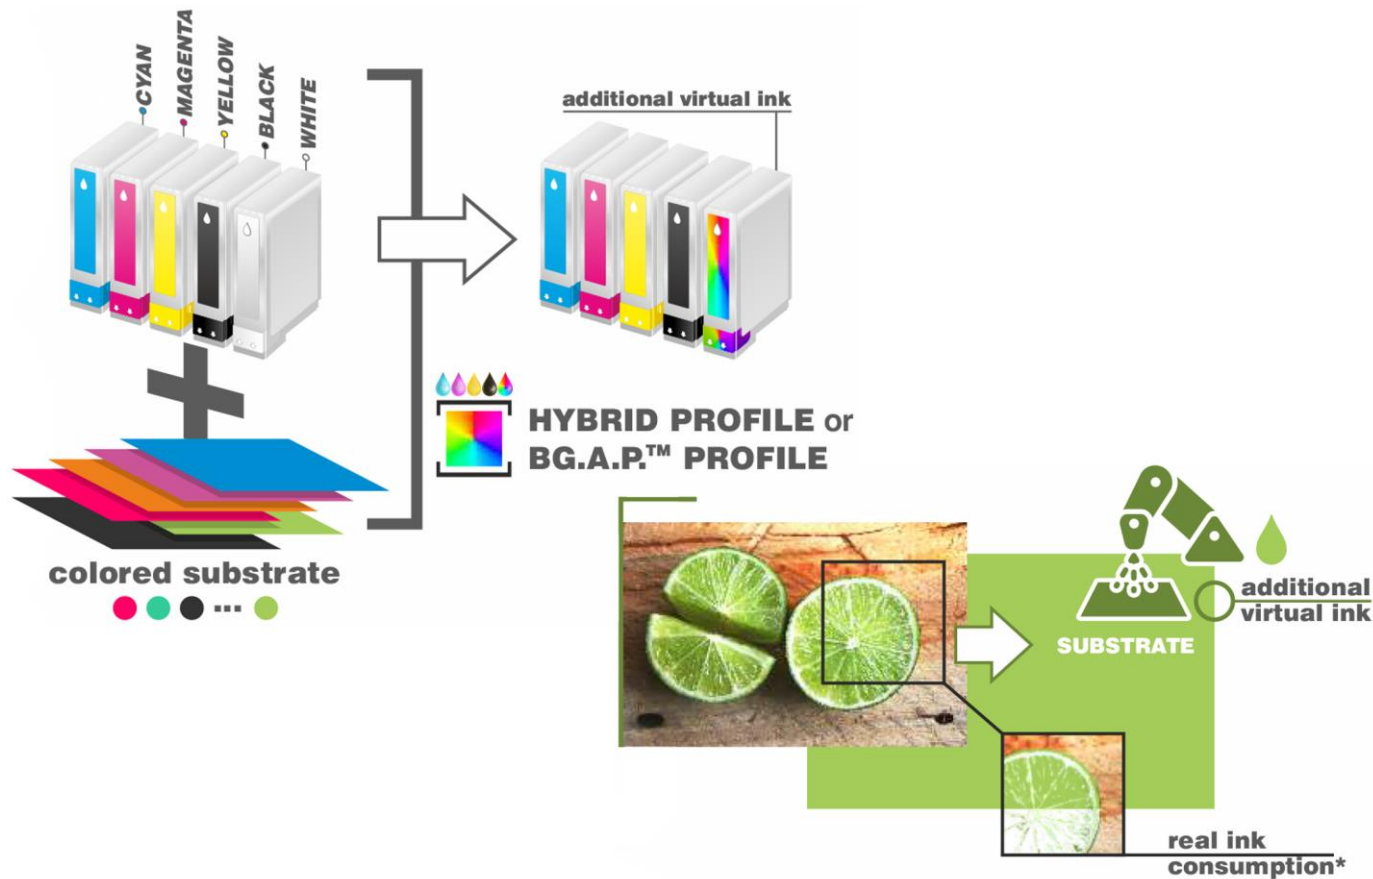 CYAN
MAGENTA
YELLOW
BLACK
WHITE
additional virtual ink
HYBRID PROFILE or
BG.A.P.™ PROFILE
colored substrate
...
additional
virtual ink
SUBSTRATE
real ink
consumption*